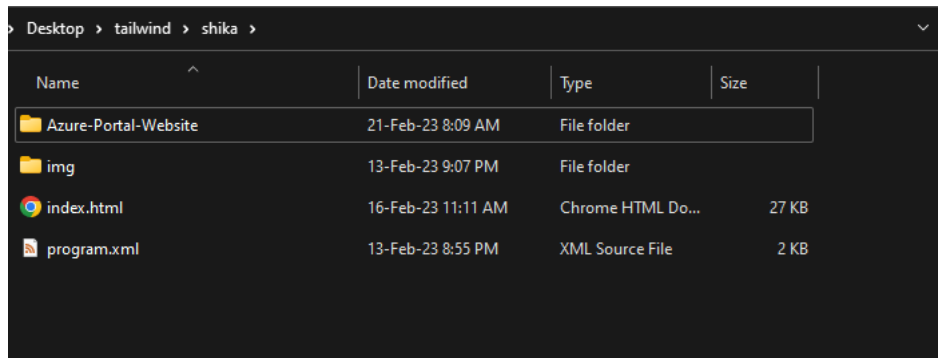 Desktop tailwind shika
Name Date modified Type Size
Azure-Portal-Website 21-Feb-23 8:09 AM File folder
img 13-Feb-23 9:07 PM File folder
index.html 16-Feb-23 11:11 AM Chrome HTML Do... 27 KB
program.xml 13-Feb-23 8:55 PM XML Source File 2 KB